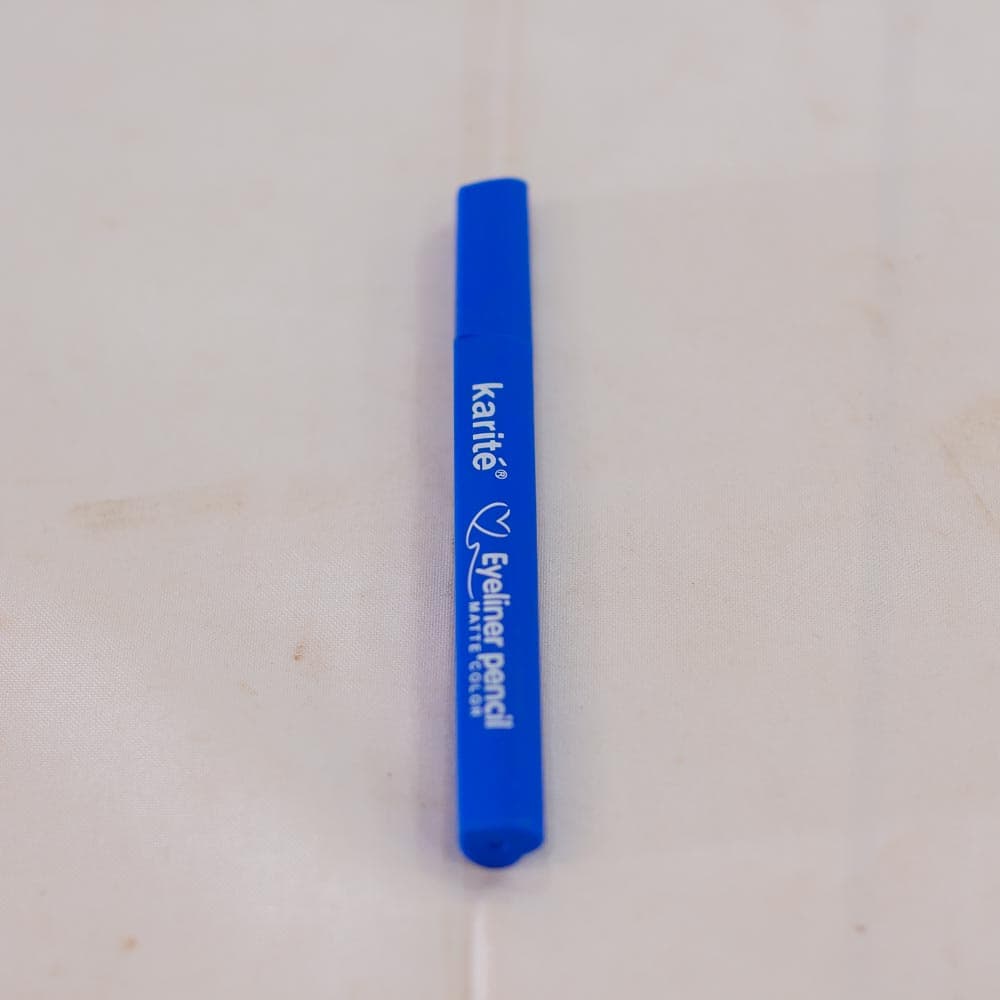 karité®
Eyeliner pencil
MATTE COLOR